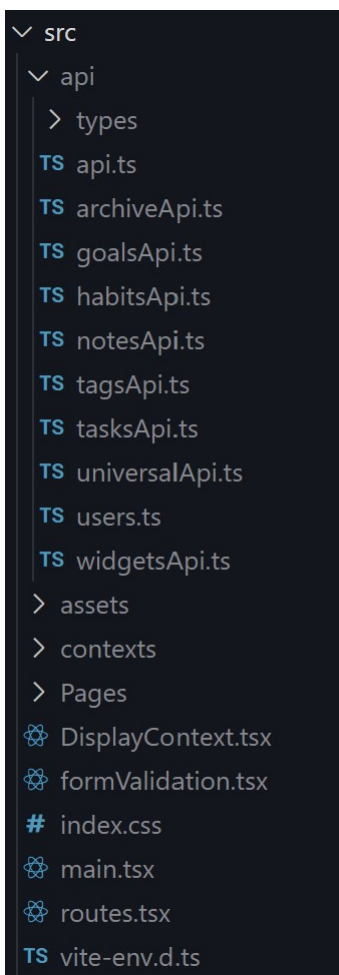 src
api
types
TS api.ts
TS archiveApi.ts
TS goalsApi.ts
TS habitsApi.ts
TS notesApi.ts
TS tagsApi.ts
TS tasksApi.ts
TS universalApi.ts
TS users.ts
TS widgetsApi.ts
assets
contexts
Pages
DisplayContext.tsx
formValidation.tsx
# index.css
main.tsx
routes.tsx
TS vite-env.d.ts